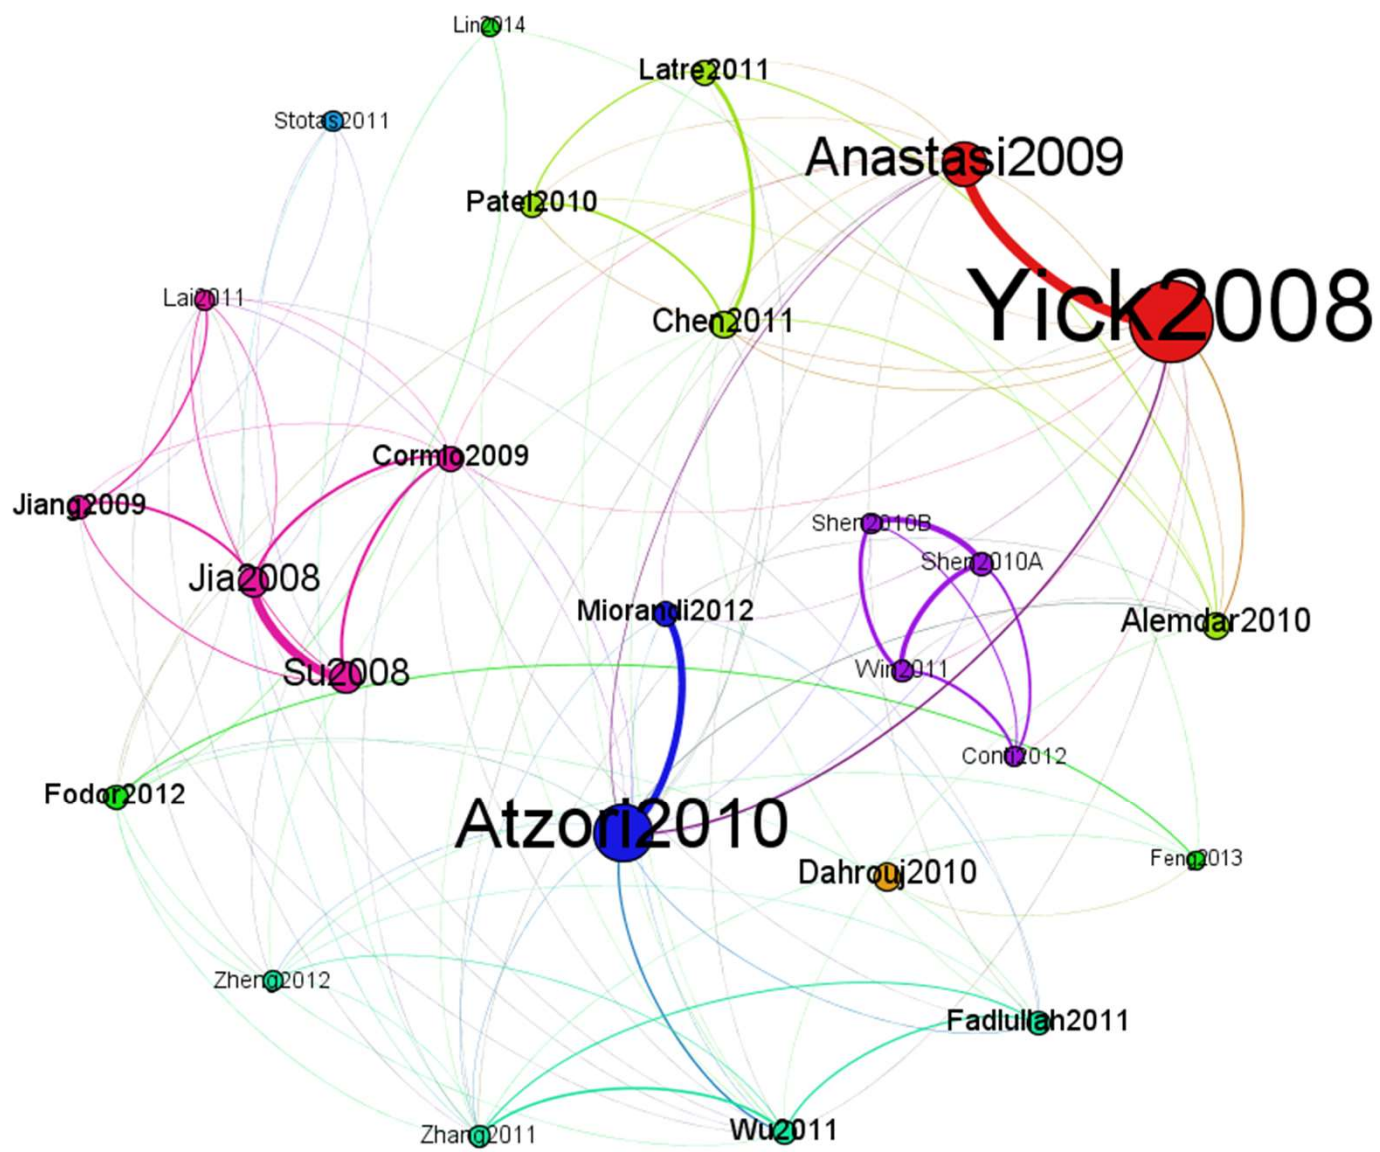 Lin2014
Latre2011
Stotas2011
Anastasi2009
Patel2010
Yick2008
Lai2011
Chen2011
Cormio2009
Jiang2009
Shen2010B
Shen2010A
Jia2008
Miorandi2012
Alemdar2010
Su2008
Win2011
Conti2012
Fodor2012
Atzori2010
Feng2013
Dahrouj2010
Zheng2012
Fadlullah2011
Zhang2011
Wu2011